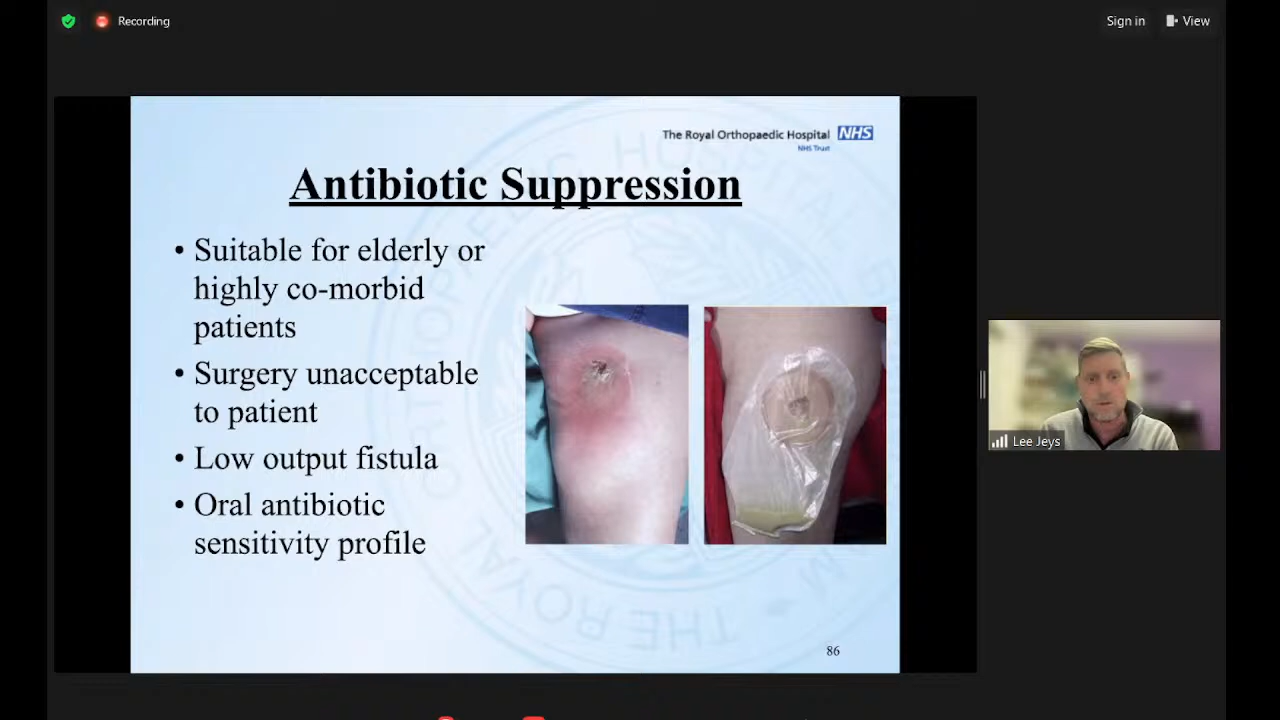 Recording
Sign in
View
The Royal Orthopaedic Hospital NHS
NHS Trust
Antibiotic Suppression
• Suitable for elderly or
highly co-morbid
patients
• Surgery unacceptable
to patient
• Low output fistula
• Oral antibiotic
sensitivity profile
Lee Jeys
86